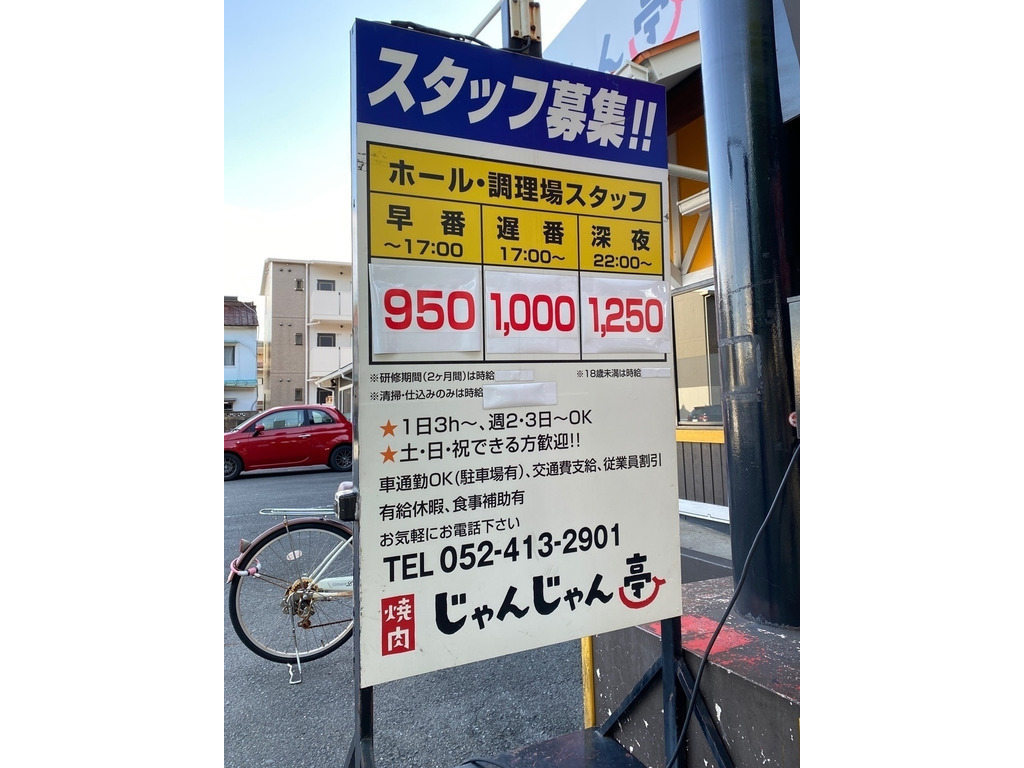 ん亭
スタッフ募集!!
ホール・調理場スタッフ
早番 遅番 深夜
～17:00 17:00～ 22:00～
950 1,000 1,250
※研修期間(2ヶ月間)は時給 ※18歳未満は時給
※清掃・仕込みのみは時給
★1日3h～、週2・3日～OK
★土・日・祝できる方歓迎!!
車通勤OK(駐車場有)、交通費支給、従業員割引
有給休暇、食事補助有
お気軽にお電話下さい
TEL 052-413-2901
焼肉 じゃんじゃん亭